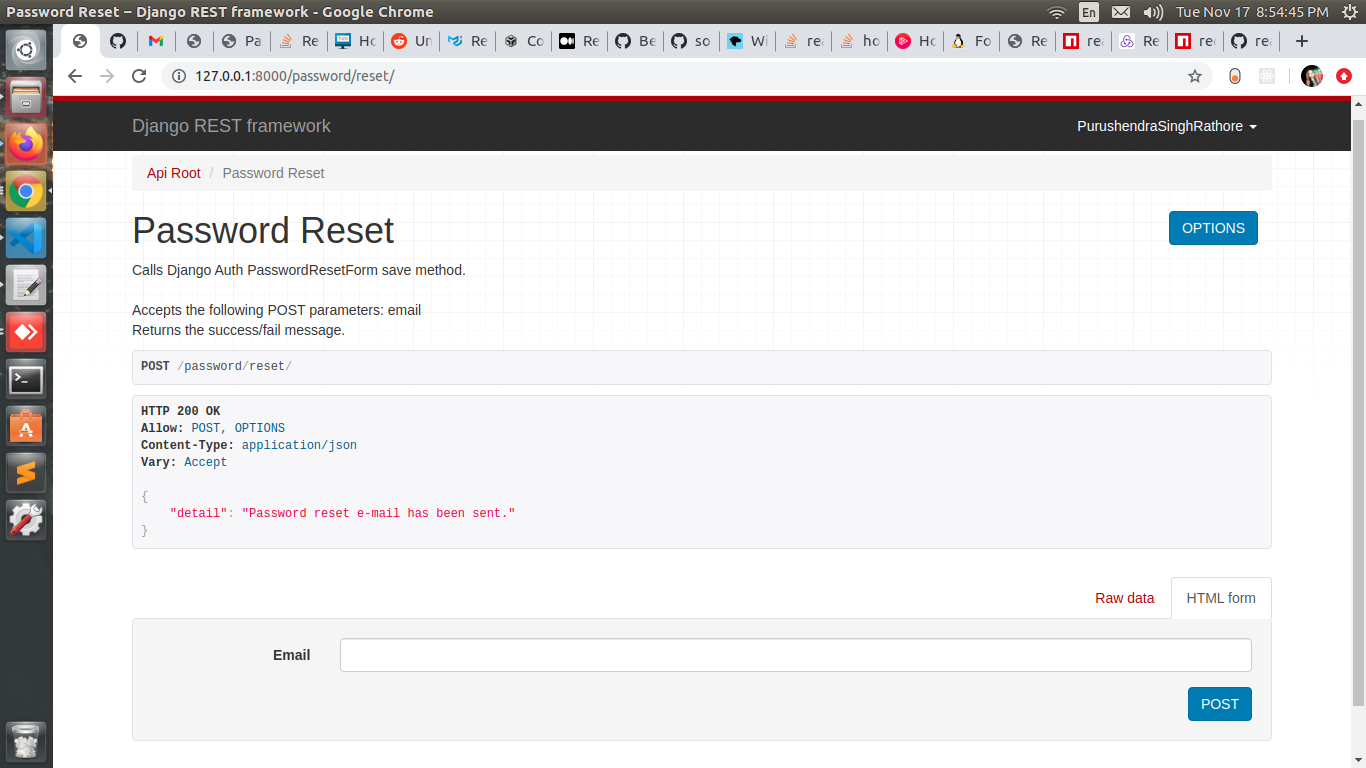 Password Reset – Django REST framework - Google Chrome
En
Tue Nov 17 8:54:45 PM
Pa
Re
Ho
Un
Re
Co
Re
Be
so
Wi
rea
ho
Ho
Fo
Re
rea
Re
rea
127.0.0.1:8000/password/reset/
Django REST framework
PurushendraSinghRathore
Api Root / Password Reset
Password Reset
OPTIONS
Calls Django Auth PasswordResetForm save method.
Accepts the following POST parameters: email
Returns the success/fail message.
POST /password/reset/
HTTP 200 OK
Allow: POST, OPTIONS
Content-Type: application/json
Vary: Accept
{
"detail": "Password reset e-mail has been sent."
}
Raw data
HTML form
Email
POST